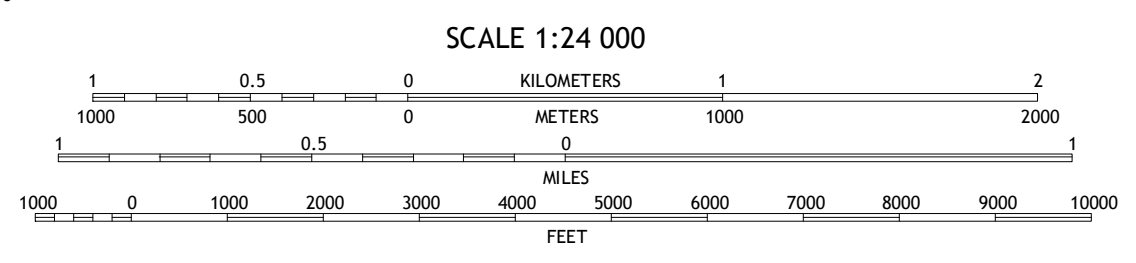 SCALE 1:24 000
1 0.5 0 KILOMETERS 1 2
1000 500 0 METERS 1000 2000
1 0.5 0 1
MILES
1000 0 1000 2000 3000 4000 5000 6000 7000 8000 9000 10000
FEET